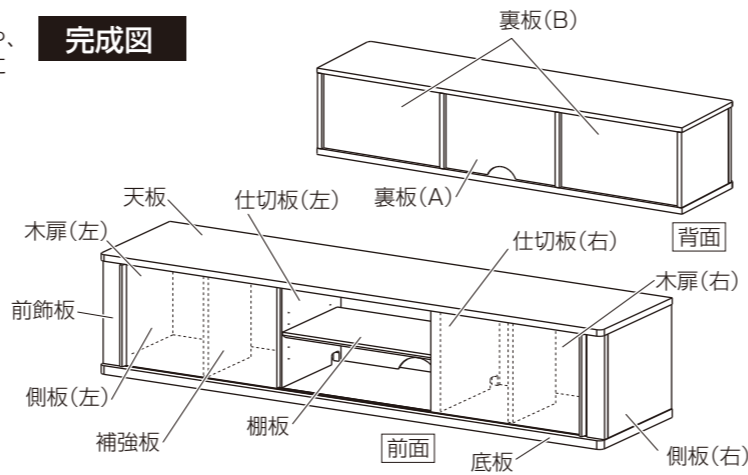 完成図
裏板(B)
裏板(A)
背面
天板
仕切板(左)
木扉(左)
仕切板(右)
木扉(右)
前飾板
側板(左)
補強板
棚板
前面
底板
側板(右)